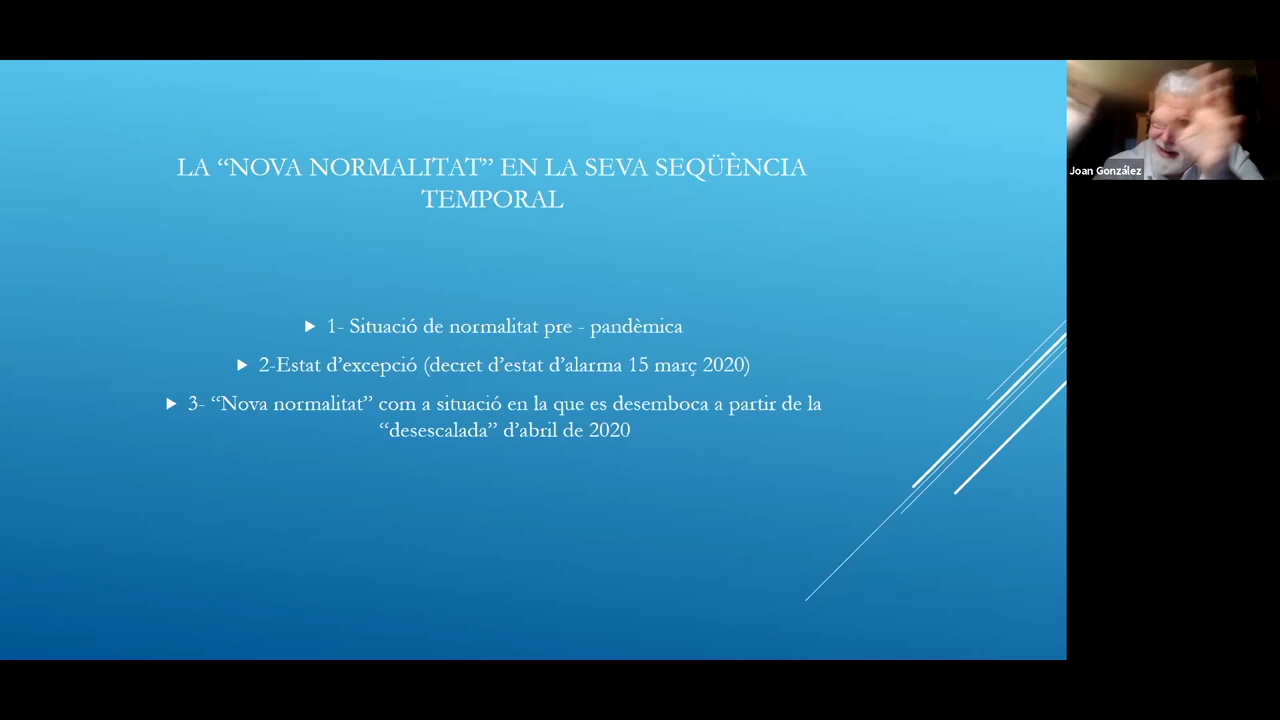 LA “NOVA NORMALITAT” EN LA SEVA SEQÜÈNCIA
TEMPORAL
1- Situació de normalitat pre - pandèmica
2-Estat d’excepció (decret d’estat d’alarma 15 març 2020)
3- “Nova normalitat” com a situació en la que es desemboca a partir de la
“desescalada” d’abril de 2020
Joan González